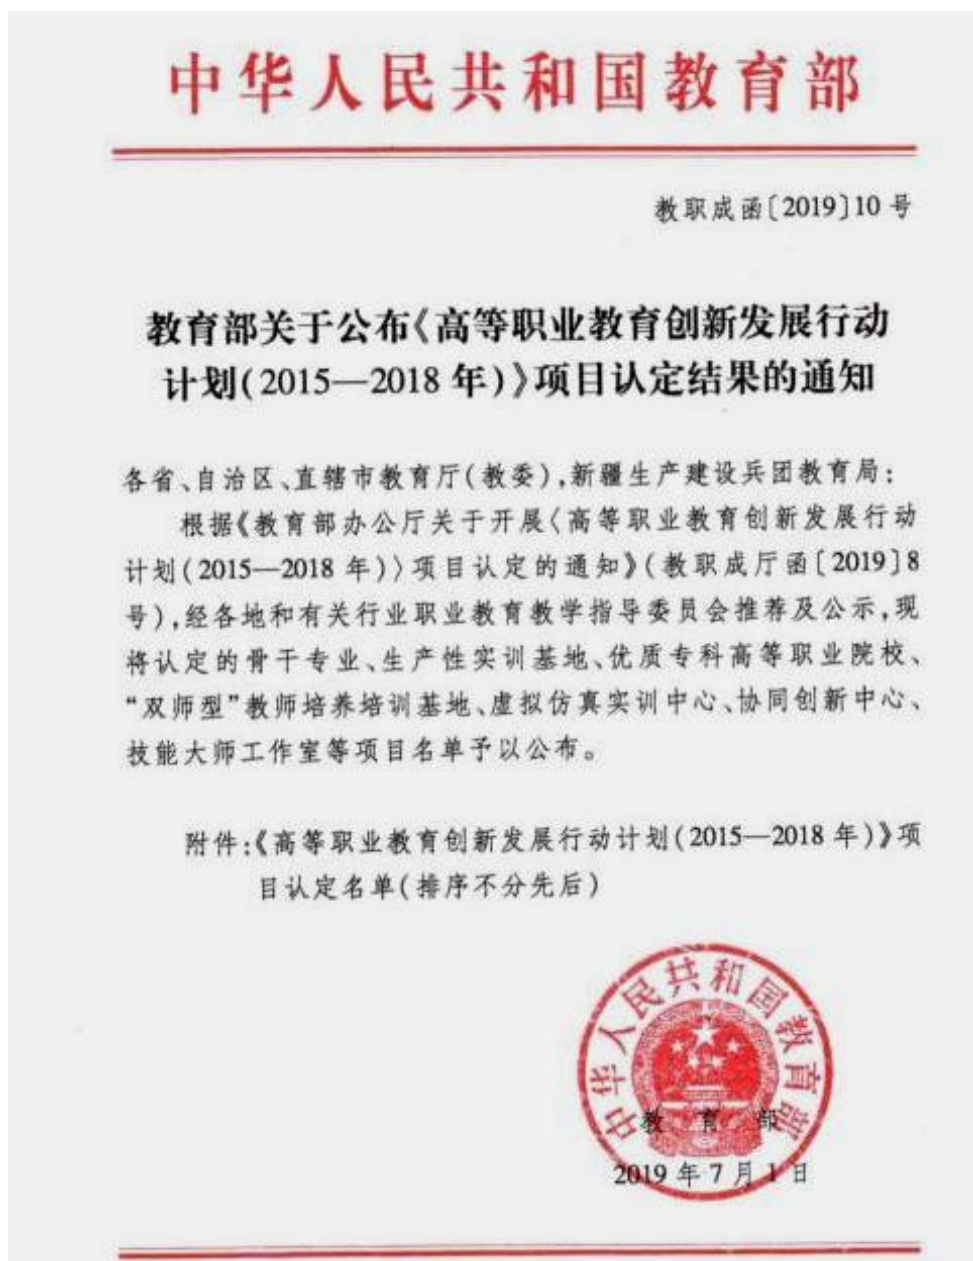 中华人民共和国教育部
教职成函〔2019〕10号
教育部关于公布《高等职业教育创新发展行动
计划(2015—2018年)》项目认定结果的通知
各省、自治区、直辖市教育厅(教委),新疆生产建设兵团教育局:
根据《教育部办公厅关于开展〈高等职业教育创新发展行动
计划(2015—2018年)〉项目认定的通知》(教职成厅函〔2019〕8
号),经各地和有关行业职业教育教学指导委员会推荐及公示,现
将认定的骨干专业、生产性实训基地、优质专科高等职业院校、
“双师型”教师培养培训基地、虚拟仿真实训中心、协同创新中心、
技能大师工作室等项目名单予以公布。
附件:《高等职业教育创新发展行动计划(2015—2018年)》项
目认定名单(排序不分先后)
中华人民共和国教育部
教育部
2019年7月1日